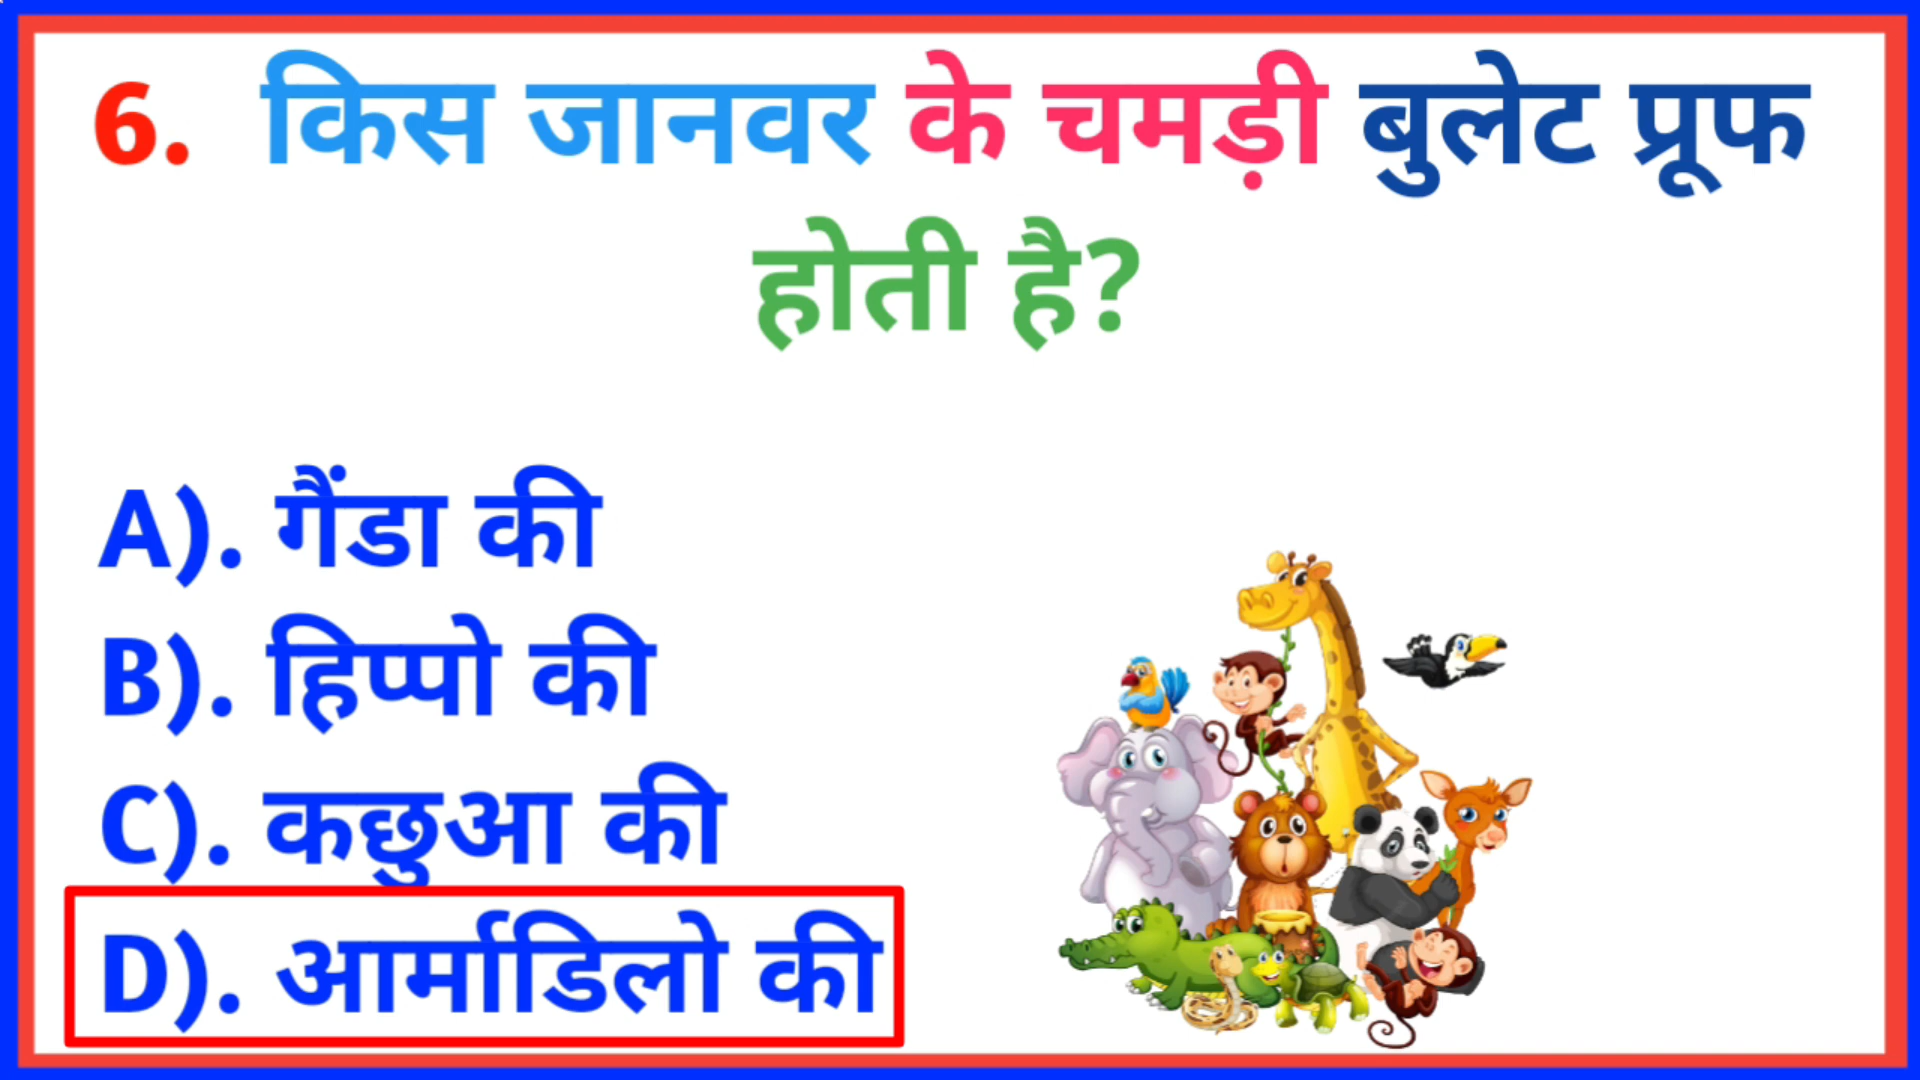 6. किस जानवर के चमड़ी बुलेट प्रूफ
होती है?
A). गैंडा की
B). हिप्पो की
C). कछुआ की
D). आर्माडिलो की